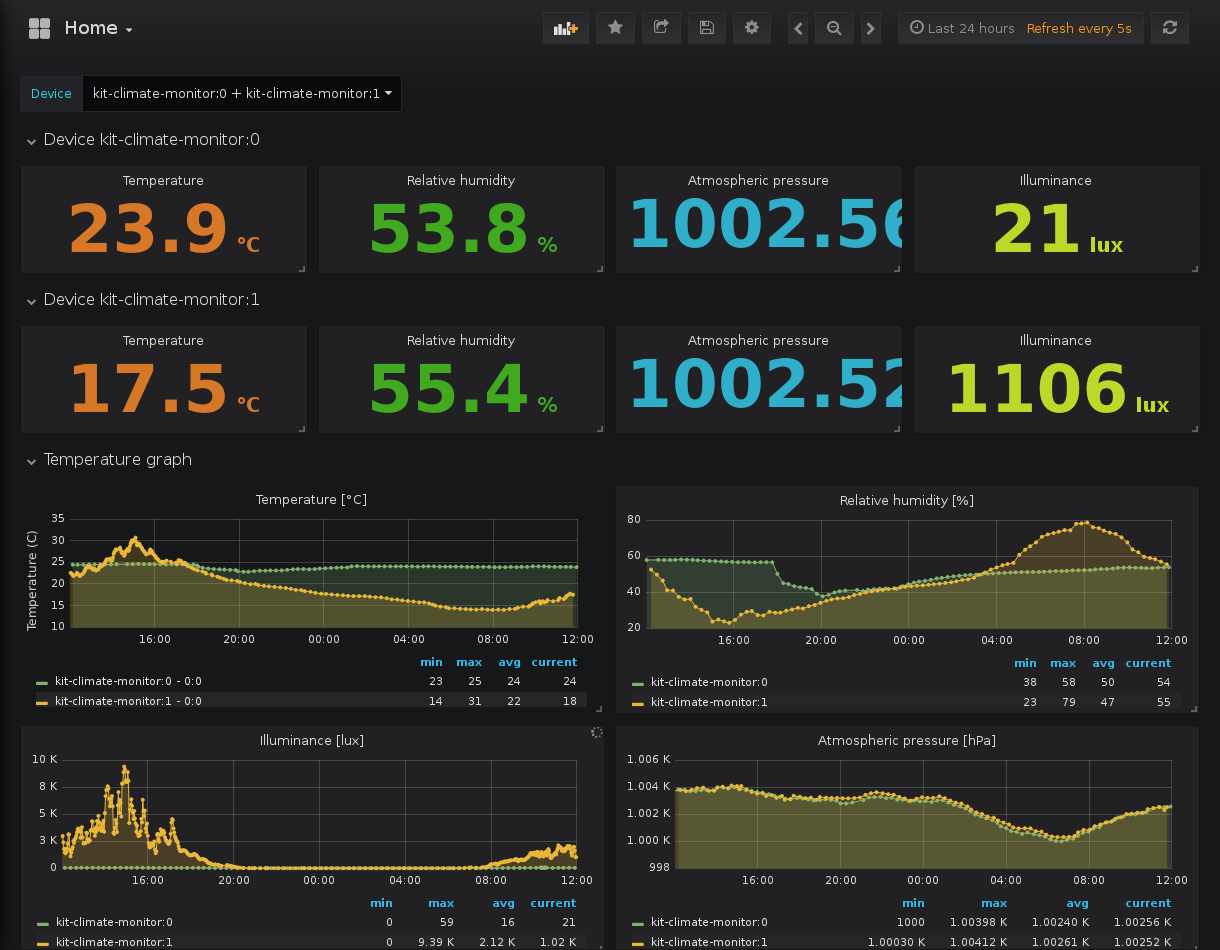 Home
Last 24 hours Refresh every 5s
Device kit-climate-monitor:0 + kit-climate-monitor:1
Device kit-climate-monitor:0
Temperature Relative humidity Atmospheric pressure Illuminance
23.9 °C 53.8 % 1002.56 21 lux
Device kit-climate-monitor:1
Temperature Relative humidity Atmospheric pressure Illuminance
17.5 °C 55.4 % 1002.52 1106 lux
Temperature graph
Temperature [°C]
Temperature (C)
35
30
25
20
15
10
16:00 20:00 00:00 04:00 08:00 12:00
min max avg current
kit-climate-monitor:0 - 0:0 23 25 24 24
kit-climate-monitor:1 - 0:0 14 31 22 18
Relative humidity [%]
80
60
40
20
16:00 20:00 00:00 04:00 08:00 12:00
min max avg current
kit-climate-monitor:0 38 58 50 54
kit-climate-monitor:1 23 79 47 55
Illuminance [lux]
10 K
8 K
5 K
3 K
0
16:00 20:00 00:00 04:00 08:00 12:00
min max avg current
kit-climate-monitor:0 0 59 16 21
kit-climate-monitor:1 0 9.39 K 2.12 K 1.02 K
Atmospheric pressure [hPa]
1.006 K
1.004 K
1.002 K
1.000 K
998
16:00 20:00 00:00 04:00 08:00 12:00
min max avg current
kit-climate-monitor:0 1000 1.00398 K 1.00240 K 1.00256 K
kit-climate-monitor:1 1.00030 K 1.00412 K 1.00261 K 1.00252 K